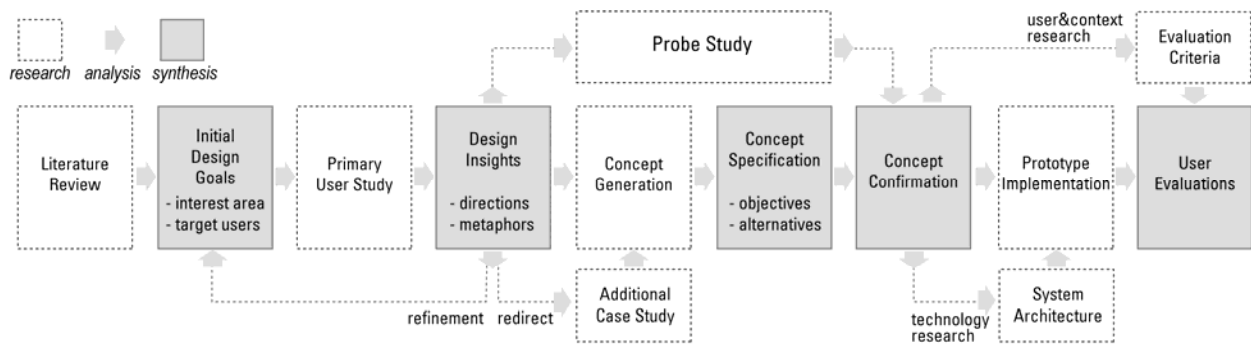 research
analysis
synthesis
Probe Study
user&context
research
Evaluation
Criteria
Literature
Review
Initial
Design
Goals
- interest area
- target users
Primary
User Study
Design
Insights
- directions
- metaphors
Concept
Generation
Concept
Specification
- objectives
- alternatives
Concept
Confirmation
Prototype
Implementation
User
Evaluations
refinement
redirect
Additional
Case Study
technology
research
System
Architecture